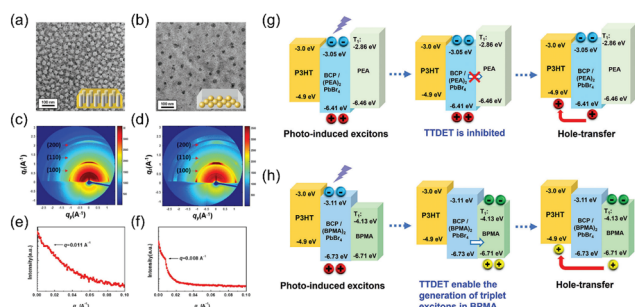 (a)
(b)
100 nm
100 nm
(c)
(d)
(200)
(110)
(100)
(200)
(110)
(100)
(e)
(f)
q=0.011 Å⁻¹
q=0.008 Å⁻¹
Intensity(a.u.)
Intensity(a.u.)
(g)
-3.0 eV
-3.05 eV
T₁:
-2.86 eV
P3HT
BCP /
(PEA)₂
PbBr₄
PEA
-4.9 eV
-6.41 eV
-6.46 eV
Photo-induced excitons
-3.0 eV
-3.05 eV
T₁:
-2.86 eV
P3HT
BCP /
(PEA)₂
PbBr₄
-4.9 eV
-6.41 eV
-6.46 eV
TTDET is inhibited
-3.0 eV
-3.05 eV
T₁:
-2.86 eV
P3HT
BCP /
(PEA)₂
PbBr₄
PEA
-4.9 eV
-6.41 eV
-6.46 eV
Hole-transfer
(h)
-3.0 eV
-3.11 eV
T₁:
-4.13 eV
P3HT
BCP /
(BPMA)₂
PbBr₄
BPMA
-4.9 eV
-6.73 eV
-6.71 eV
Photo-induced excitons
-3.0 eV
-3.11 eV
T₁:
-4.13 eV
P3HT
BCP /
(BPMA)₂
PbBr₄
BPMA
-4.9 eV
-6.73 eV
-6.71 eV
TTDET enable the
generation of triplet
excitons in BPMA
-3.0 eV
-3.11 eV
T₁:
-4.13 eV
P3HT
BCP /
(BPMA)₂
PbBr₄
BPMA
-4.9 eV
-6.73 eV
-6.71 eV
Hole-transfer